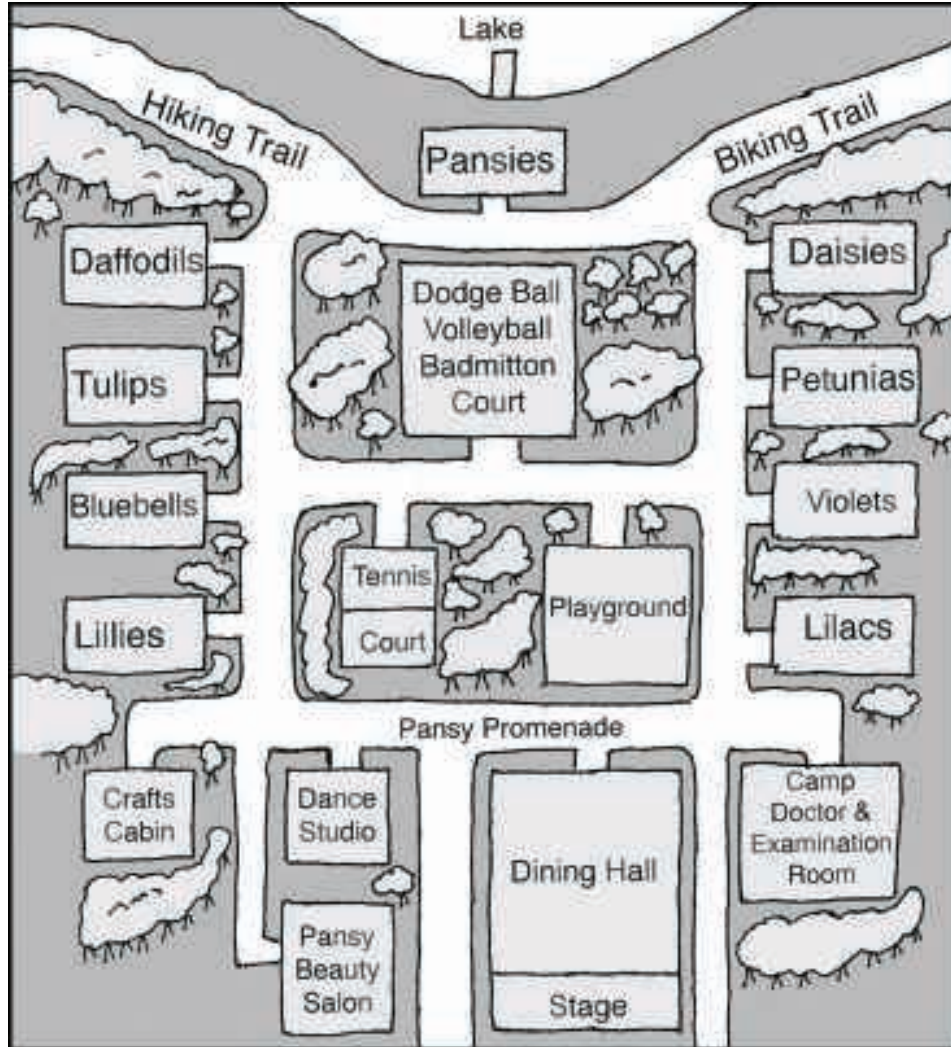 Lake
Hiking Trail
Biking Trail
Pansies
Daffodils
Daisies
Dodge Ball
Volleyball
Badmitton
Court
Tulips
Petunias
Bluebells
Violets
Tennis
Court
Playground
Lillies
Lilacs
Pansy Promenade
Crafts
Cabin
Dance
Studio
Dining Hall
Camp
Doctor &
Examination
Room
Pansy
Beauty
Salon
Stage